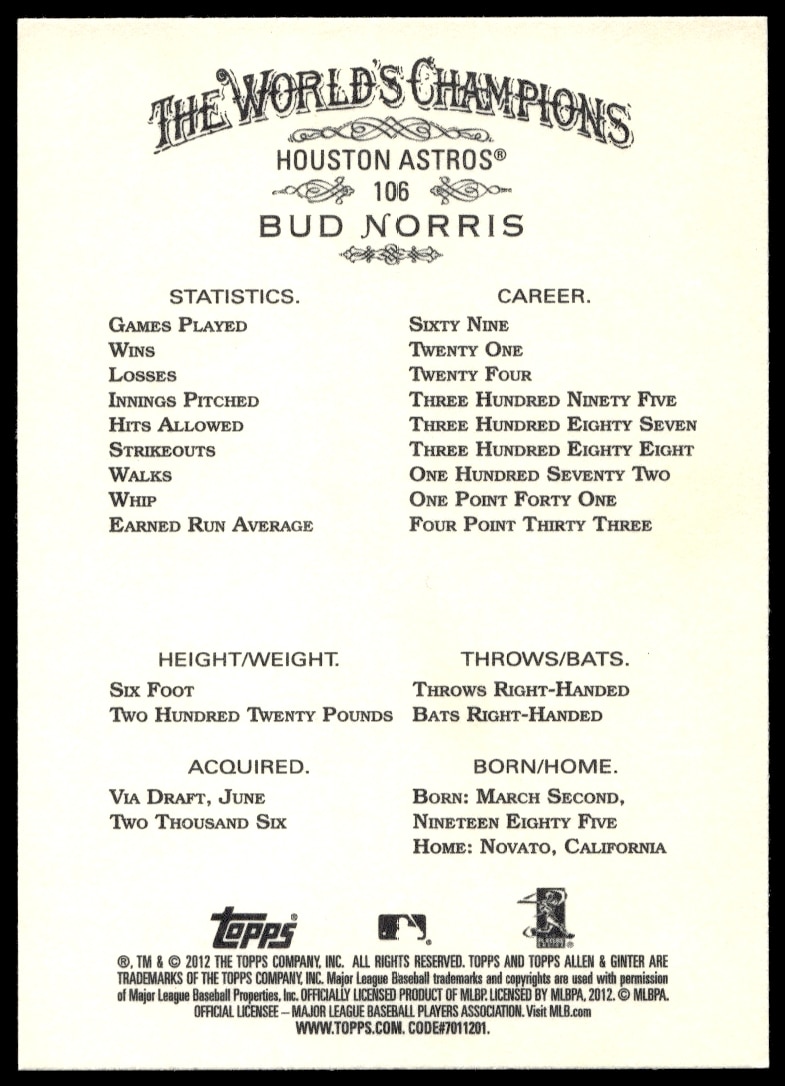 THE WORLD'S CHAMPIONS
HOUSTON ASTROS®
106
BUD NORRIS
STATISTICS. CAREER.
GAMES PLAYED SIXTY NINE
WINS TWENTY ONE
LOSSES TWENTY FOUR
INNINGS PITCHED THREE HUNDRED NINETY FIVE
HITS ALLOWED THREE HUNDRED EIGHTY SEVEN
STRIKEOUTS THREE HUNDRED EIGHTY EIGHT
WALKS ONE HUNDRED SEVENTY TWO
WHIP ONE POINT FORTY ONE
EARNED RUN AVERAGE FOUR POINT THIRTY THREE
HEIGHT/WEIGHT. THROWS/BATS.
SIX FOOT THROWS RIGHT-HANDED
TWO HUNDRED TWENTY POUNDS BATS RIGHT-HANDED
ACQUIRED. BORN/HOME.
VIA DRAFT, JUNE BORN: MARCH SECOND,
TWO THOUSAND SIX NINETEEN EIGHTY FIVE
HOME: NOVATO, CALIFORNIA
topps®
®, TM & © 2012 THE TOPPS COMPANY, INC. ALL RIGHTS RESERVED. TOPPS AND TOPPS ALLEN & GINTER ARE
TRADEMARKS OF THE TOPPS COMPANY, INC. Major League Baseball trademarks and copyrights are used with permission
of Major League Baseball Properties, Inc. OFFICIALLY LICENSED PRODUCT OF MLBP. LICENSED BY MLBPA, 2012. © MLBPA.
OFFICIAL LICENSEE – MAJOR LEAGUE BASEBALL PLAYERS ASSOCIATION. Visit MLB.com
WWW.TOPPS.COM. CODE#7011201.